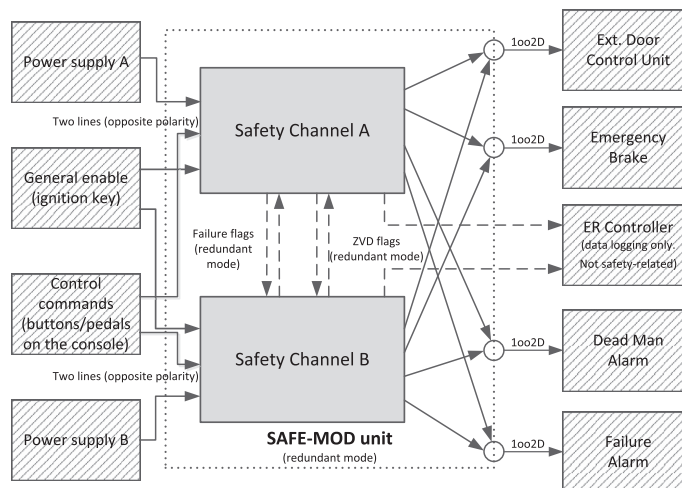 Power supply A
Two lines (opposite polarity)
General enable
(ignition key)
Control
commands
(buttons/pedals
on the console)
Two lines (opposite polarity)
Power supply B
Safety Channel A
Failure flags
(redundant
mode)
ZVD flags
(redundant mode)
Safety Channel B
SAFE-MOD unit
(redundant mode)
1oo2D
Ext. Door
Control Unit
1oo2D
Emergency
Brake
ER Controller
(data logging only.
Not safety-related)
1oo2D
Dead Man
Alarm
1oo2D
Failure
Alarm